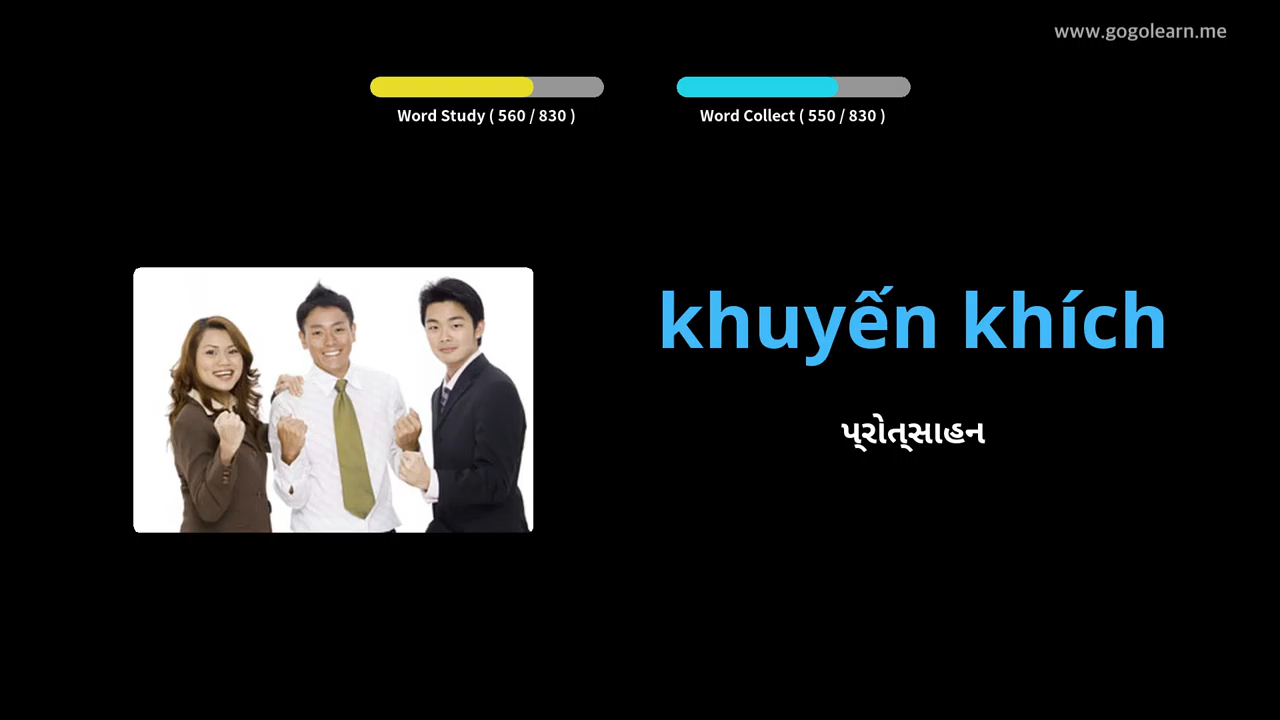 www.gogolearn.me
Word Study ( 560 / 830 )
Word Collect ( 550 / 830 )
khuyến khích
પ્રોત્સાહન